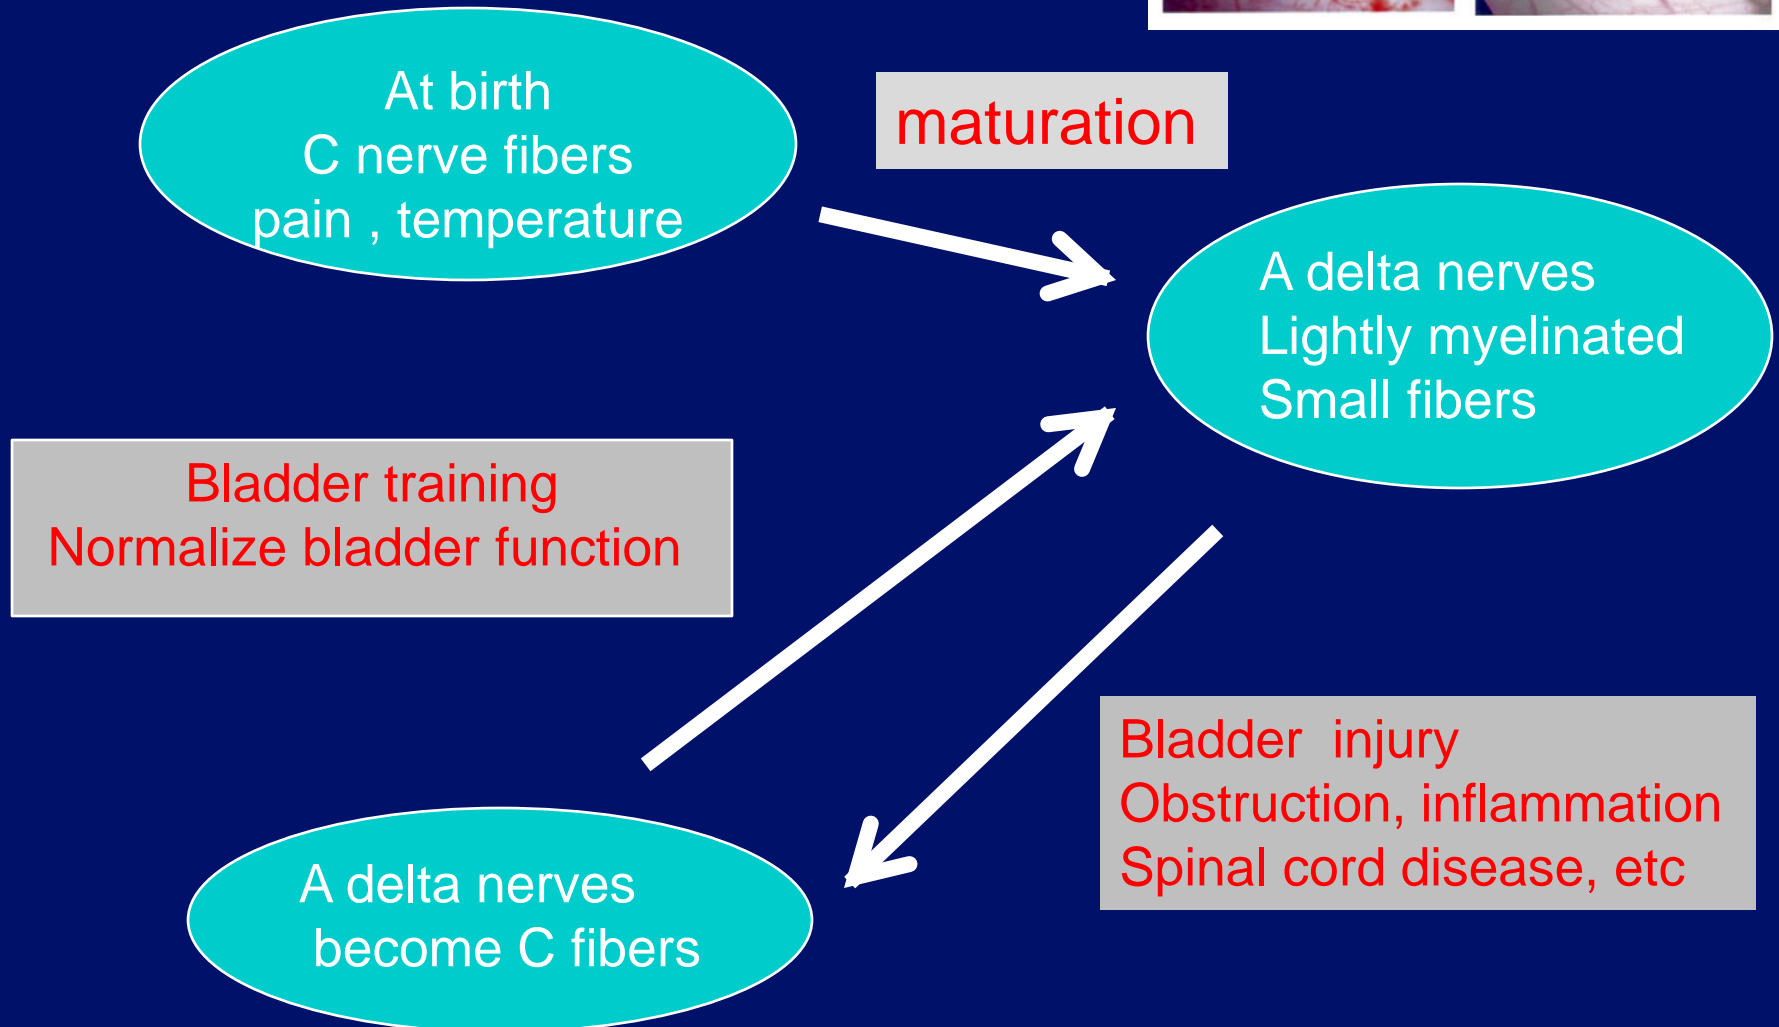 At birth
C nerve fibers
pain , temperature
maturation
A delta nerves
Lightly myelinated
Small fibers
Bladder training
Normalize bladder function
Bladder injury
Obstruction, inflammation
Spinal cord disease, etc
A delta nerves
become C fibers